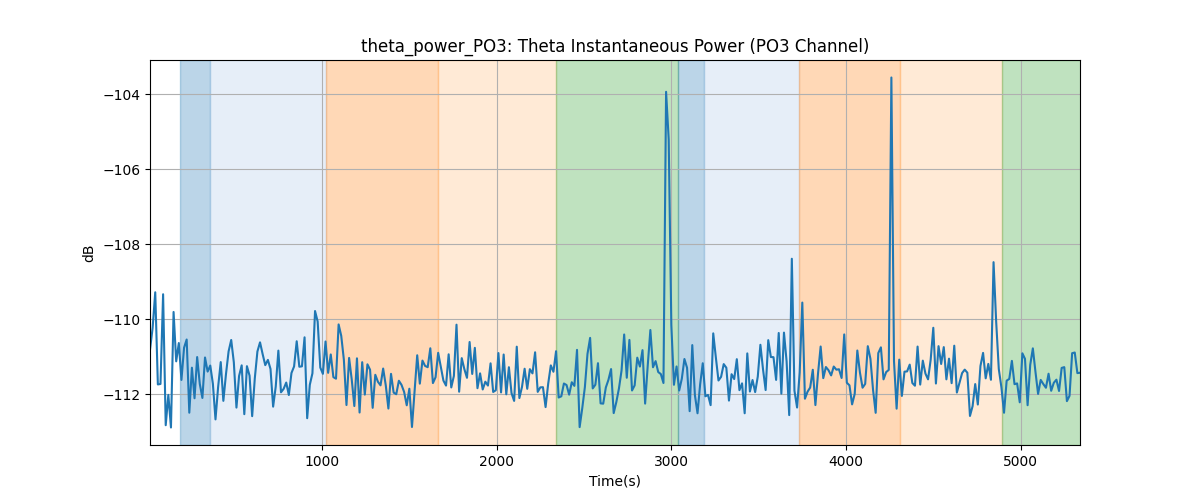 theta_power_PO3: Theta Instantaneous Power (PO3 Channel)
−104
−106
−108
−110
−112
dB
1000 2000 3000 4000 5000
Time(s)